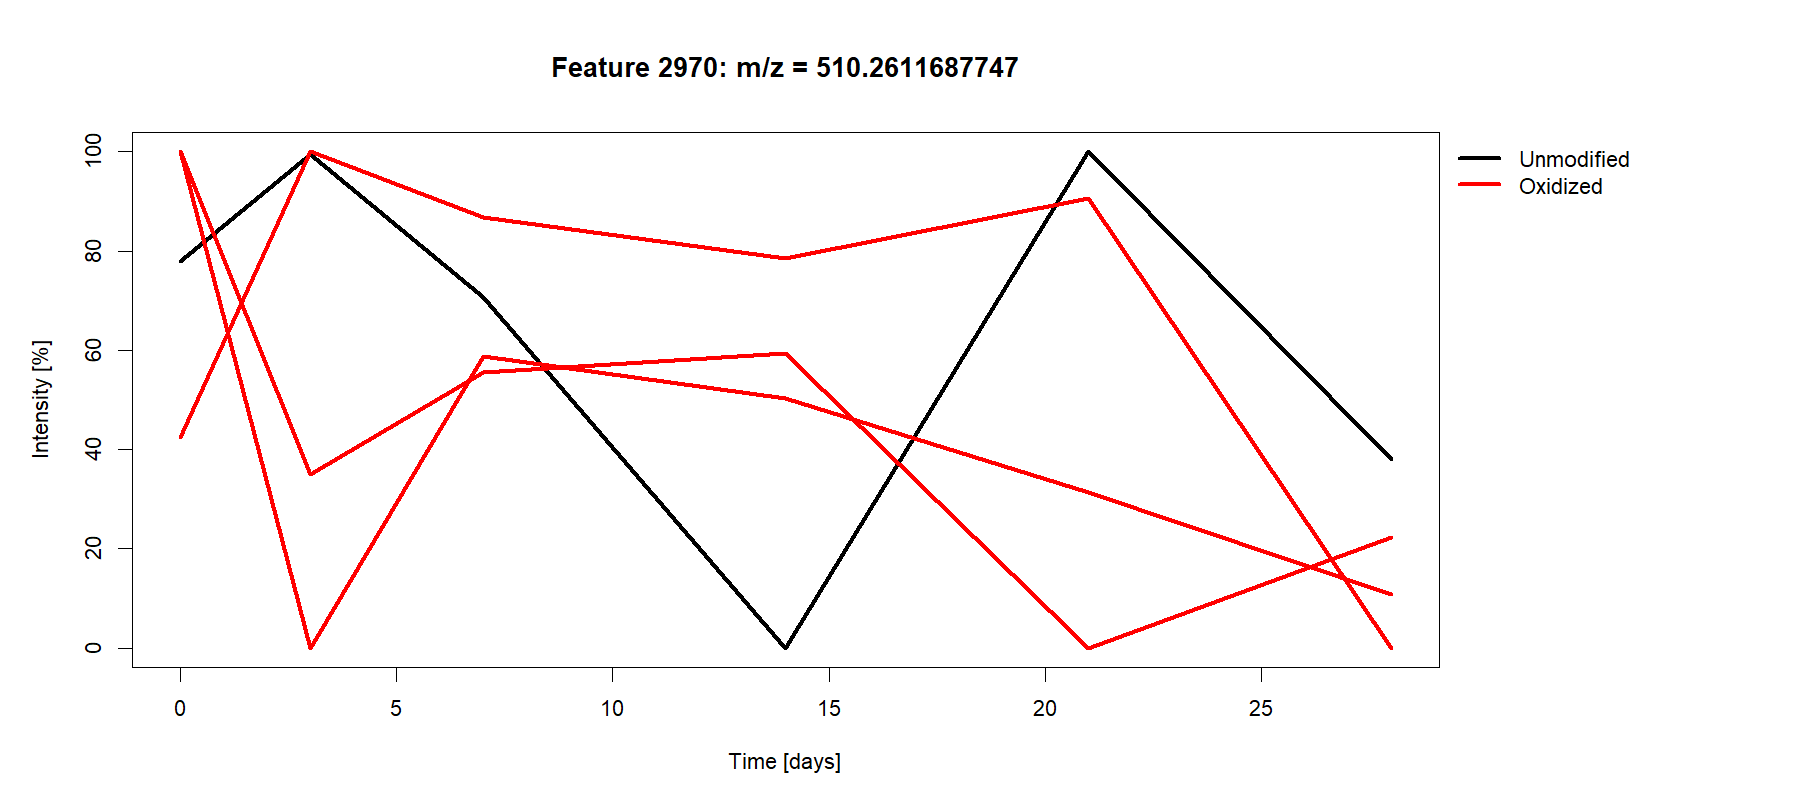 Feature 2970: m/z = 510.2611687747
Unmodified
Oxidized
Intensity [%]
100
80
60
40
20
0
0 5 10 15 20 25
Time [days]